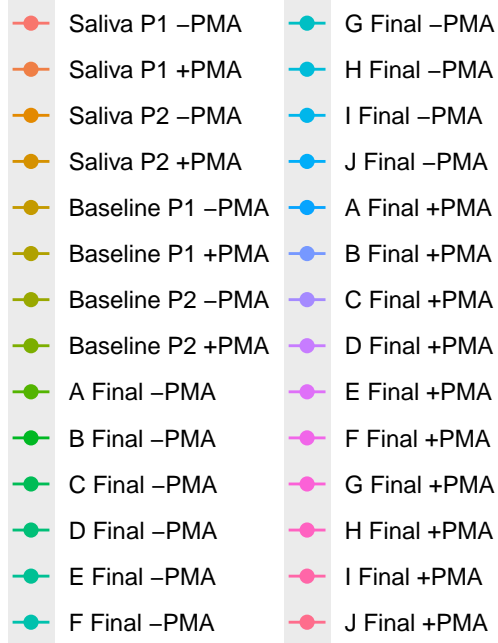 Saliva P1 −PMA
Saliva P1 +PMA
Saliva P2 −PMA
Saliva P2 +PMA
Baseline P1 −PMA
Baseline P1 +PMA
Baseline P2 −PMA
Baseline P2 +PMA
A Final −PMA
B Final −PMA
C Final −PMA
D Final −PMA
E Final −PMA
F Final −PMA
G Final −PMA
H Final −PMA
I Final −PMA
J Final −PMA
A Final +PMA
B Final +PMA
C Final +PMA
D Final +PMA
E Final +PMA
F Final +PMA
G Final +PMA
H Final +PMA
I Final +PMA
J Final +PMA